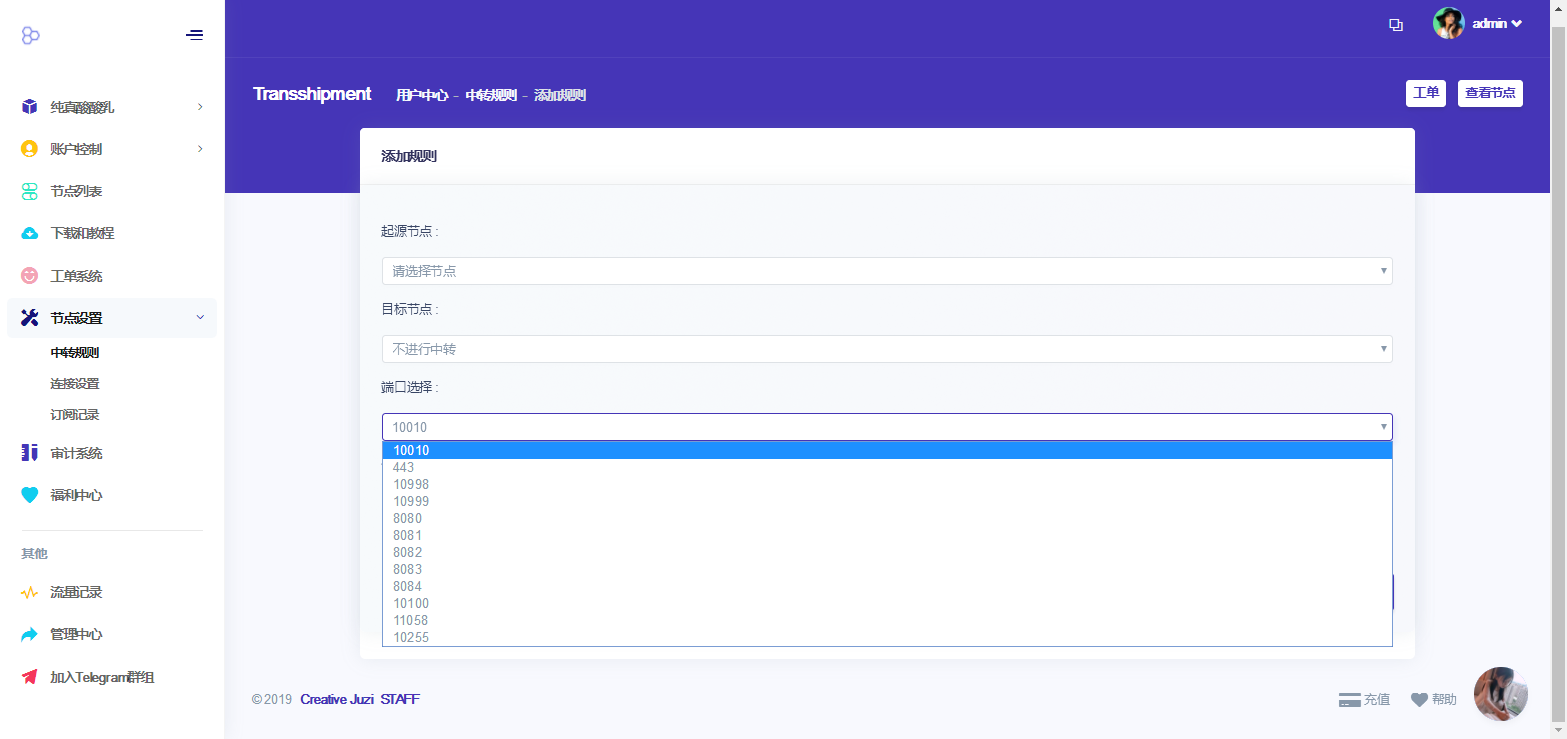 admin
Transshipment 用户中心 - 中转规则 - 添加规则
工单
查看节点
纯真酸酸乳
账户控制
节点列表
下载和教程
工单系统
节点设置
中转规则
连接设置
订阅记录
审计系统
福利中心
其他
流量记录
管理中心
加入Telegram群组
添加规则
起源节点 :
请选择节点
目标节点 :
不进行中转
端口选择 :
10010
10010
443
10998
10999
8080
8081
8082
8083
8084
10100
11058
10255
© 2019 Creative Juzi STAFF
充值
帮助